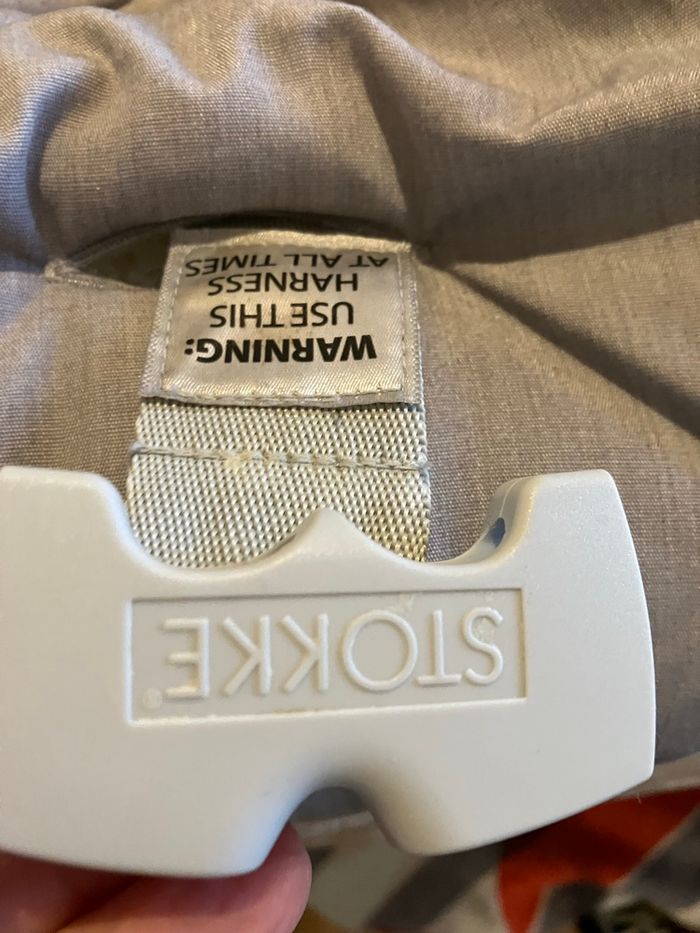 WARNING:
USE THIS
HARNESS
AT ALL TIMES
STOKKE®